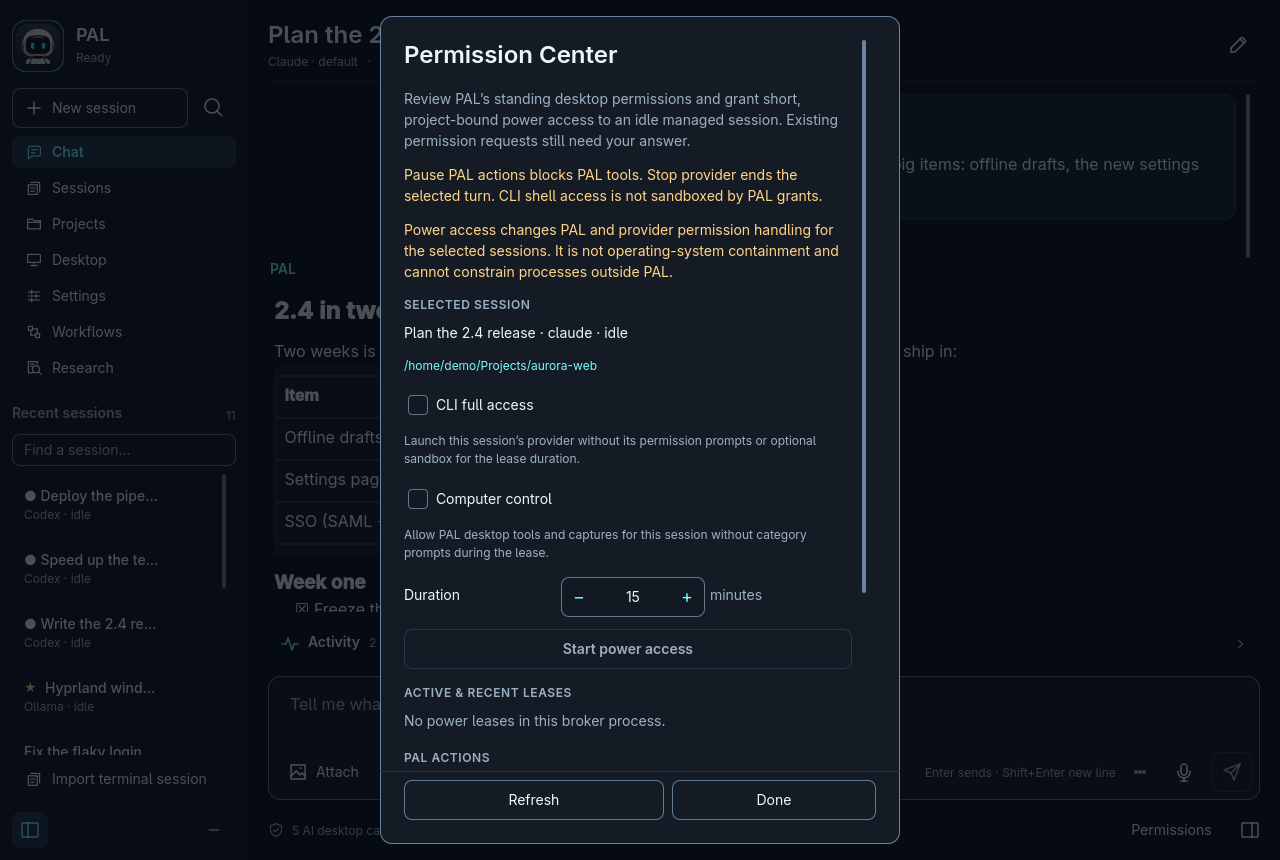 PAL
Ready
New session
Chat
Sessions
Projects
Desktop
Settings
Workflows
Research
Recent sessions
11
Find a session...
Deploy the pipe...
Codex · idle
Speed up the te...
Codex · idle
Write the 2.4 re...
Codex · idle
★ Hyprland wind...
Ollama · idle
Fix the flaky login
Import terminal session
Plan the 2
Claude · default ·
ig items: offline drafts, the new settings
PAL
2.4 in two
Two weeks is
ship in:
Item
Offline drafts
Settings pag
SSO (SAML
Week one
Freeze th
Activity 2
Tell me wha
Attach
Enter sends · Shift+Enter new line
5 AI desktop ca
Permissions
Permission Center
Review PAL’s standing desktop permissions and grant short,
project-bound power access to an idle managed session. Existing
permission requests still need your answer.
Pause PAL actions blocks PAL tools. Stop provider ends the
selected turn. CLI shell access is not sandboxed by PAL grants.
Power access changes PAL and provider permission handling for
the selected sessions. It is not operating-system containment and
cannot constrain processes outside PAL.
SELECTED SESSION
Plan the 2.4 release · claude · idle
/home/demo/Projects/aurora-web
CLI full access
Launch this session’s provider without its permission prompts or optional
sandbox for the lease duration.
Computer control
Allow PAL desktop tools and captures for this session without category
prompts during the lease.
Duration
− 15 + minutes
Start power access
ACTIVE & RECENT LEASES
No power leases in this broker process.
PAL ACTIONS
Refresh
Done